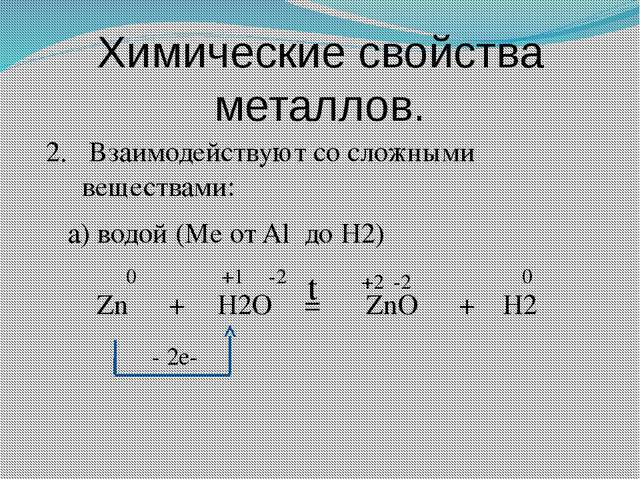 Химические свойства
металлов.
2. Взаимодействуют со сложными
веществами:
а) водой (Me от Al до H2)
0 +1 -2 t +2 -2 0
Zn + H2O = ZnO + H2
- 2e-